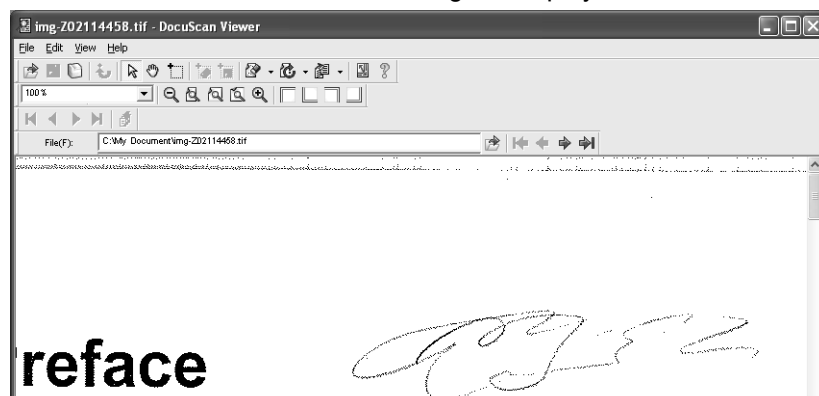 img-Z02114458.tif - DocuScan Viewer
File Edit View Help
100 %
File(F): C:\My Document\img-Z02114458.tif
reface